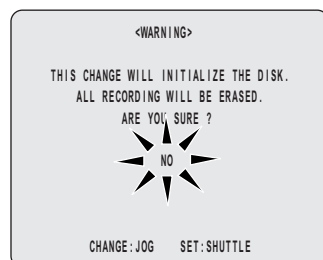 <WARNING>
THIS CHANGE WILL INITIALIZE THE DISK.
ALL RECORDING WILL BE ERASED.
ARE YOU SURE ?
NO
CHANGE:JOG SET:SHUTTLE